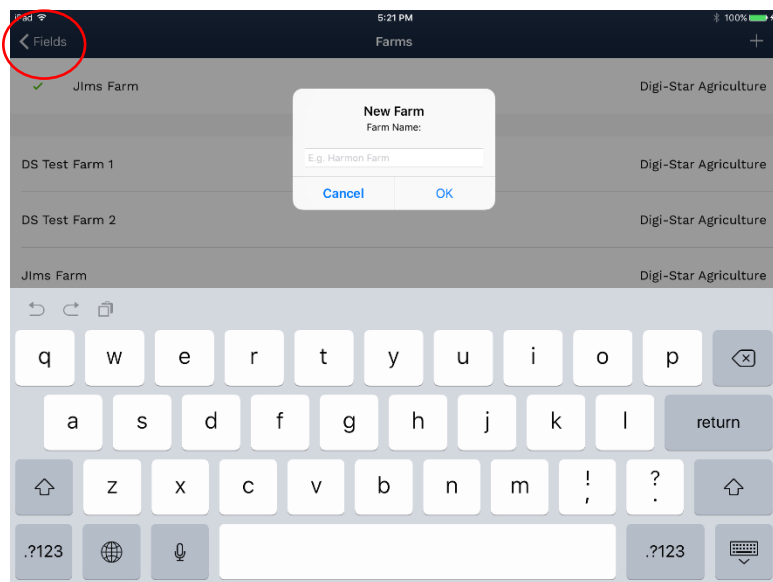 iPad 5:21 PM 100%
Fields Farms +
JIms Farm Digi-Star Agriculture
New Farm
Farm Name:
E.g. Harmon Farm
Cancel OK
DS Test Farm 1 Digi-Star Agriculture
DS Test Farm 2 Digi-Star Agriculture
JIms Farm Digi-Star Agriculture
q w e r t y u i o p
a s d f g h j k l return
z x c v b n m ! , ? .
.?123 .?123